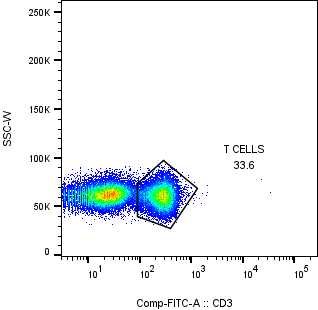 250K
200K
SSC-W
150K
T CELLS
33.6
100K
50K
0
10^1 10^2 10^3 10^4 10^5
Comp-FITC-A :: CD3